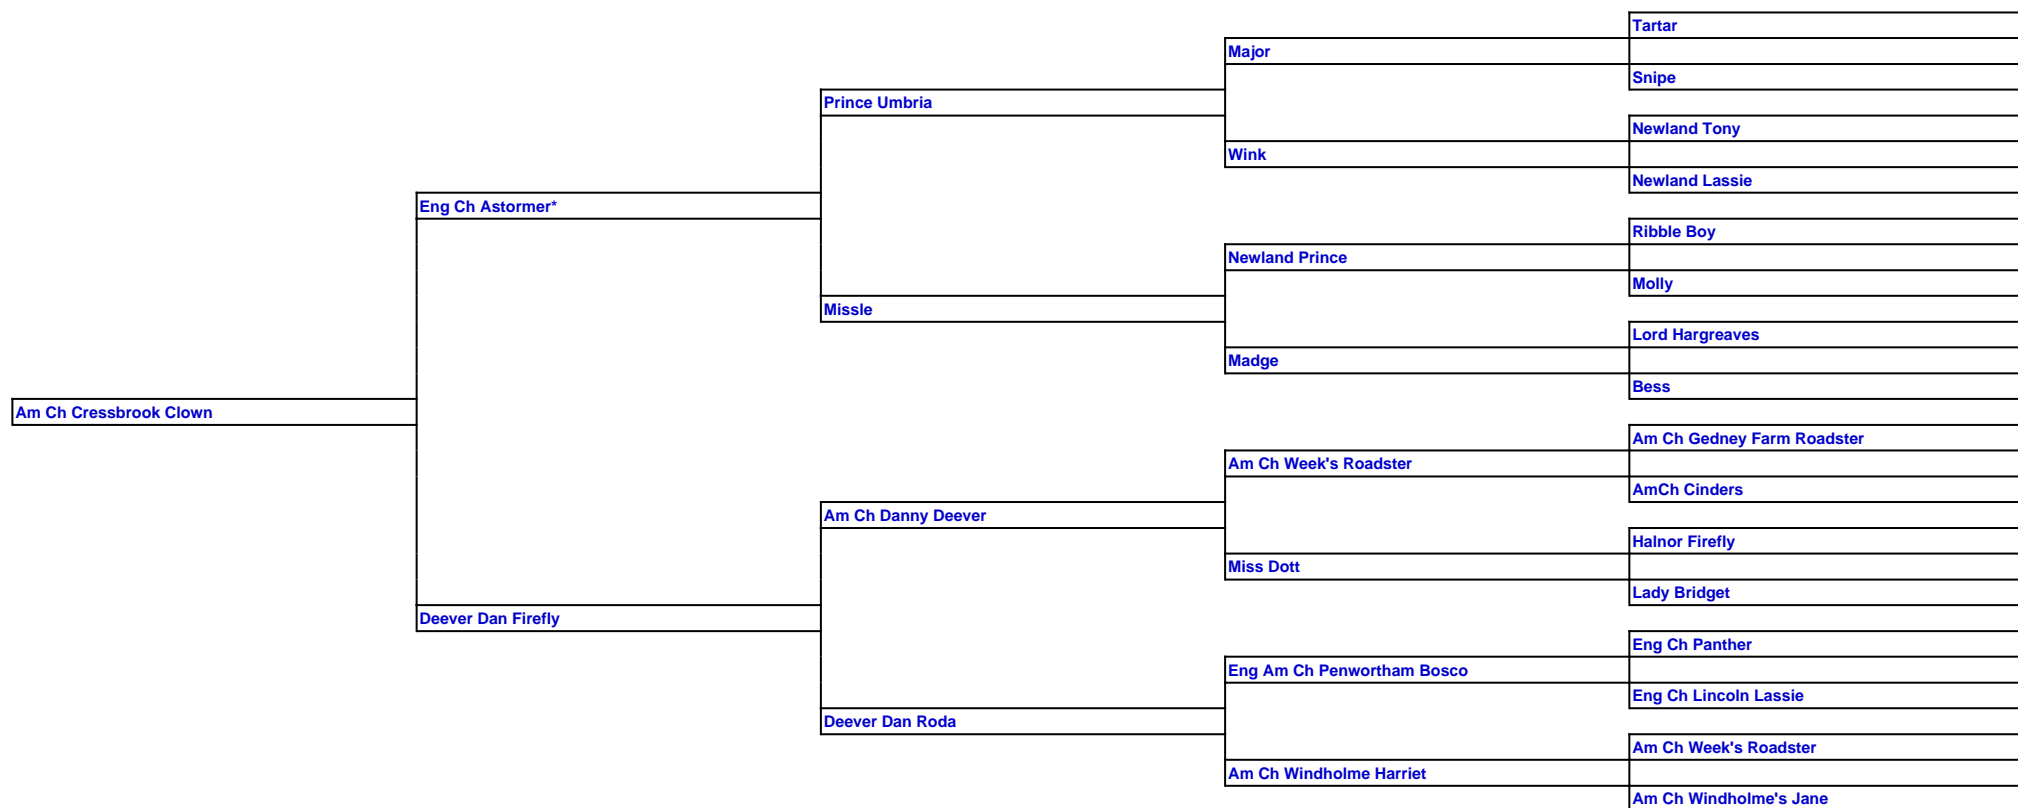 Tartar
Major
Snipe
Prince Umbria
Newland Tony
Wink
Newland Lassie
Eng Ch Astormer*
Ribble Boy
Newland Prince
Molly
Missle
Lord Hargreaves
Madge
Bess
Am Ch Cressbrook Clown
Am Ch Gedney Farm Roadster
Am Ch Week's Roadster
AmCh Cinders
Am Ch Danny Deever
Halnor Firefly
Miss Dott
Lady Bridget
Deever Dan Firefly
Eng Ch Panther
Eng Am Ch Penwortham Bosco
Eng Ch Lincoln Lassie
Deever Dan Roda
Am Ch Week's Roadster
Am Ch Windholme Harriet
Am Ch Windholme's Jane